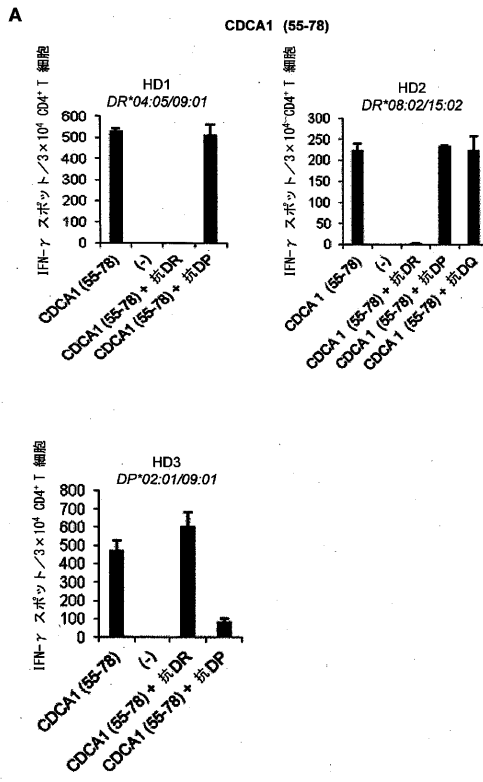 A
CDCA1 (55-78)
HD1
DR*04:05/09:01
IFN-γ スポット/3×10⁴ CD4⁺ T 細胞
600
500
400
300
200
100
0
CDCA1 (55-78)
(-)
CDCA1 (55-78) + 抗DR
CDCA1 (55-78) + 抗DP
HD2
DR*08:02/15:02
IFN-γ スポット/3×10⁴ CD4⁺ T 細胞
300
250
200
150
100
50
0
CDCA1 (55-78)
(-)
CDCA1 (55-78) + 抗DR
CDCA1 (55-78) + 抗DP
CDCA1 (55-78) + 抗DQ
HD3
DP*02:01/09:01
IFN-γ スポット/3×10⁴ CD4⁺ T 細胞
800
700
600
500
400
300
200
100
0
CDCA1 (55-78)
(-)
CDCA1 (55-78) + 抗DR
CDCA1 (55-78) + 抗DP